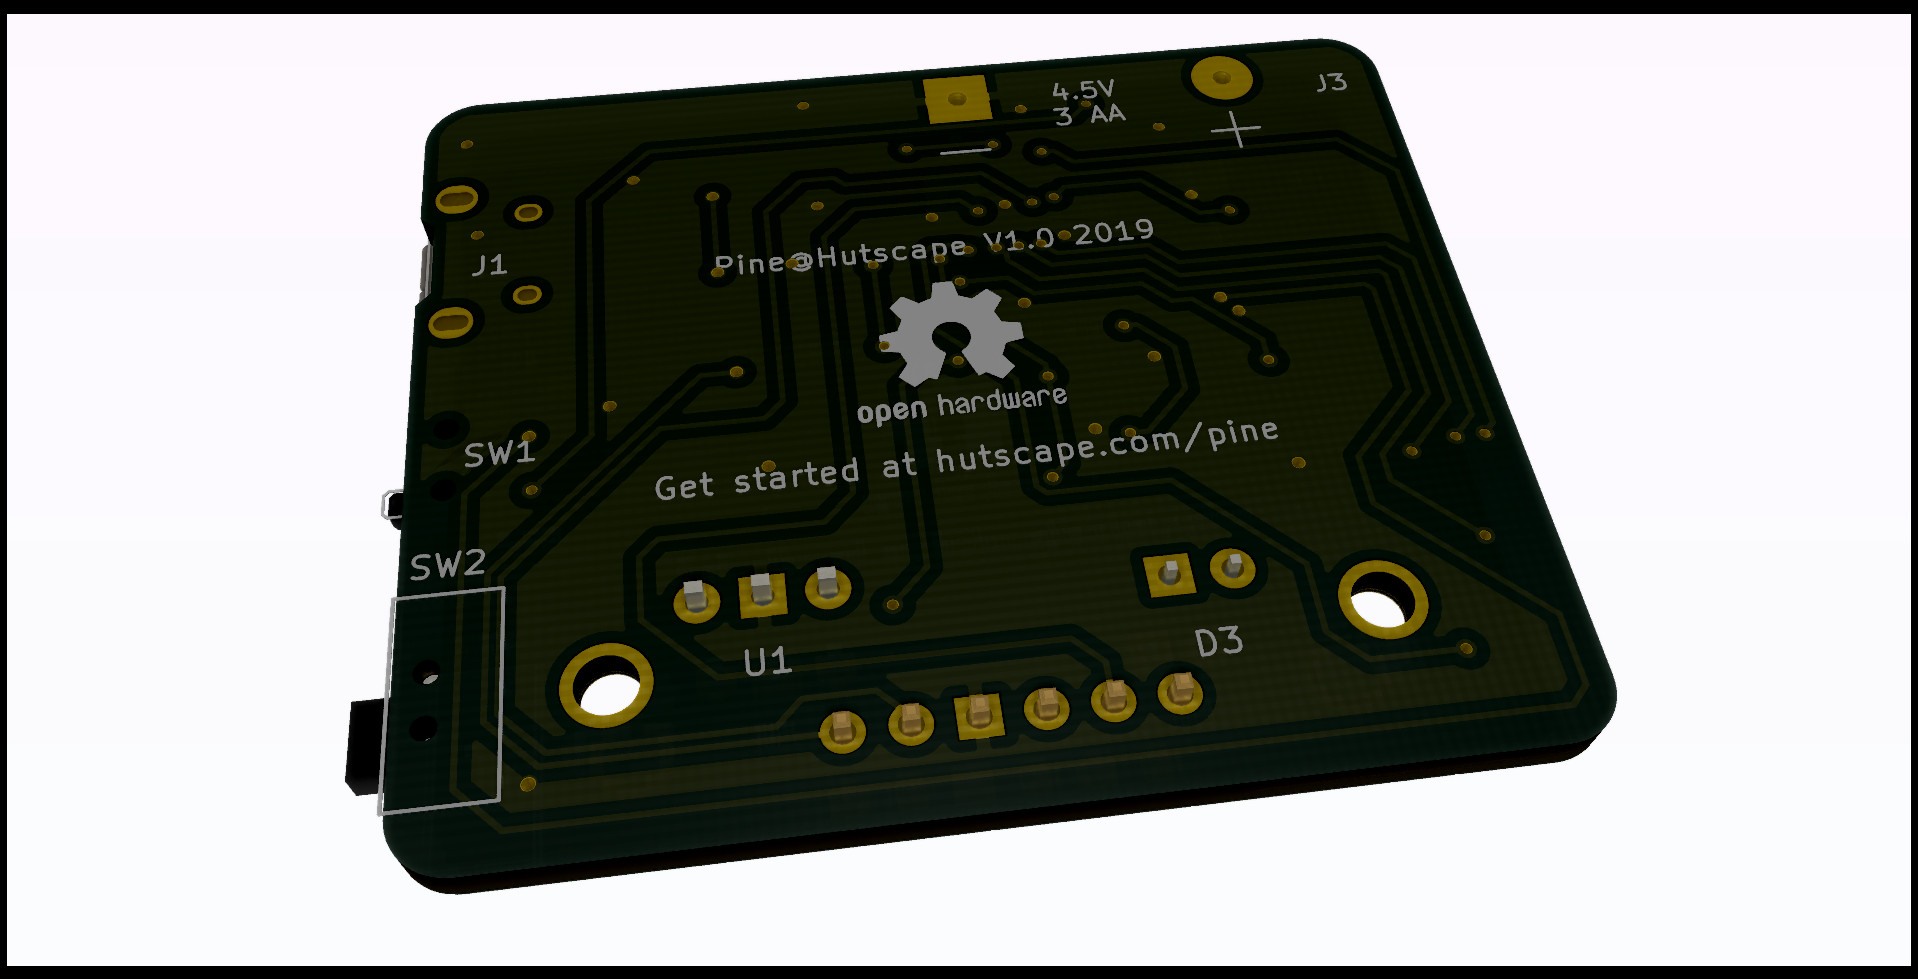 4.5V
3 AA
J3
Pine@Hutscape V1.0 2019
J1
open hardware
SW1
Get started at hutscape.com/pine
SW2
U1
D3